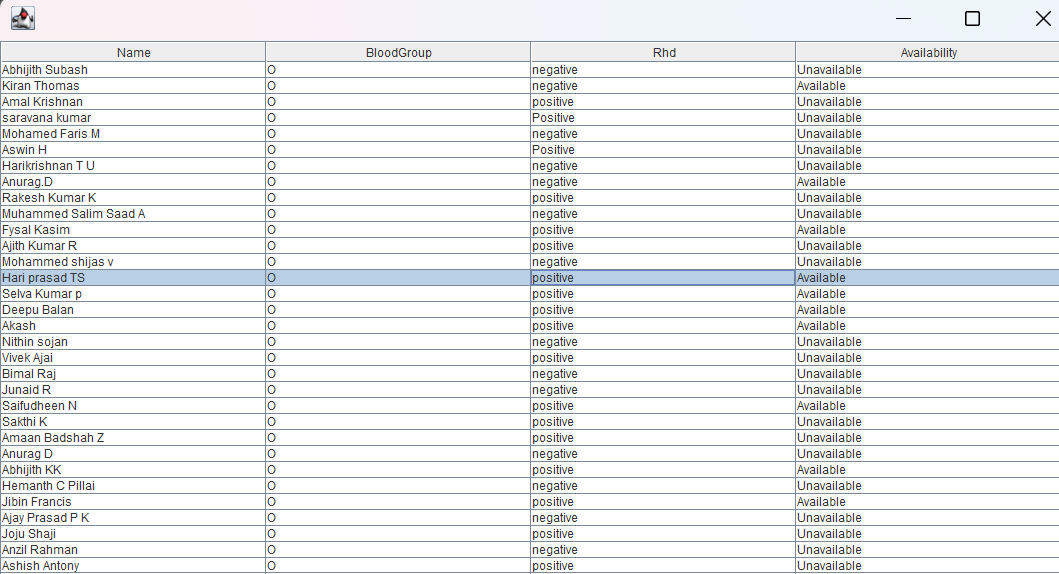 Name BloodGroup Rhd Availability
Abhijith Subash O negative Unavailable
Kiran Thomas O negative Available
Amal Krishnan O positive Unavailable
saravana kumar O Positive Unavailable
Mohamed Faris M O negative Unavailable
Aswin H O Positive Unavailable
Harikrishnan T U O negative Unavailable
Anurag.D O negative Available
Rakesh Kumar K O positive Unavailable
Muhammed Salim Saad A O negative Unavailable
Fysal Kasim O positive Available
Ajith Kumar R O positive Unavailable
Mohammed shijas v O negative Unavailable
Hari prasad TS O positive Available
Selva Kumar p O positive Available
Deepu Balan O positive Available
Akash O positive Available
Nithin sojan O negative Unavailable
Vivek Ajai O positive Unavailable
Bimal Raj O negative Unavailable
Junaid R O negative Unavailable
Saifudheen N O positive Available
Sakthi K O positive Unavailable
Amaan Badshah Z O positive Unavailable
Anurag D O negative Unavailable
Abhijith KK O positive Available
Hemanth C Pillai O negative Unavailable
Jibin Francis O positive Available
Ajay Prasad P K O negative Unavailable
Joju Shaji O positive Unavailable
Anzil Rahman O negative Unavailable
Ashish Antony O positive Unavailable